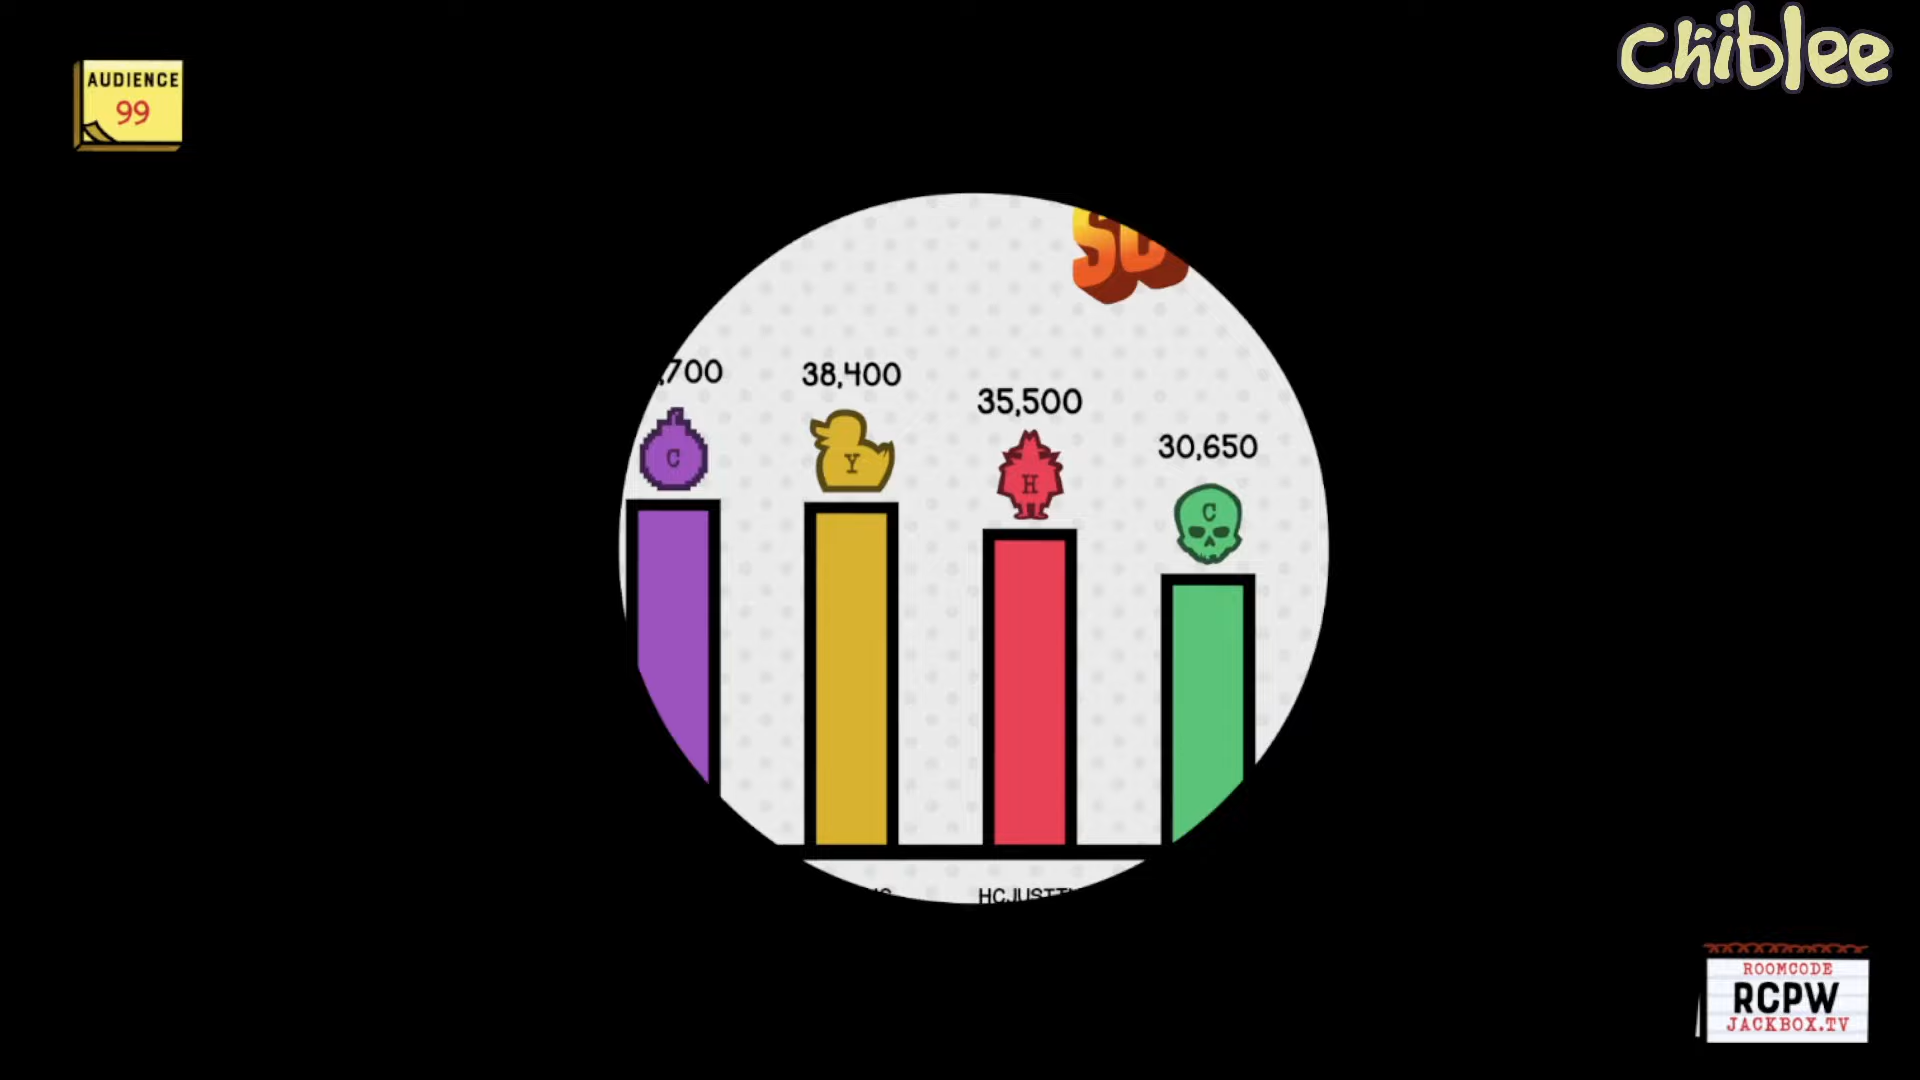 chiblee
AUDIENCE
99
,700
38,400
35,500
30,650
C
Y
H
C
ROOMCODE
RCPW
JACKBOX.TV